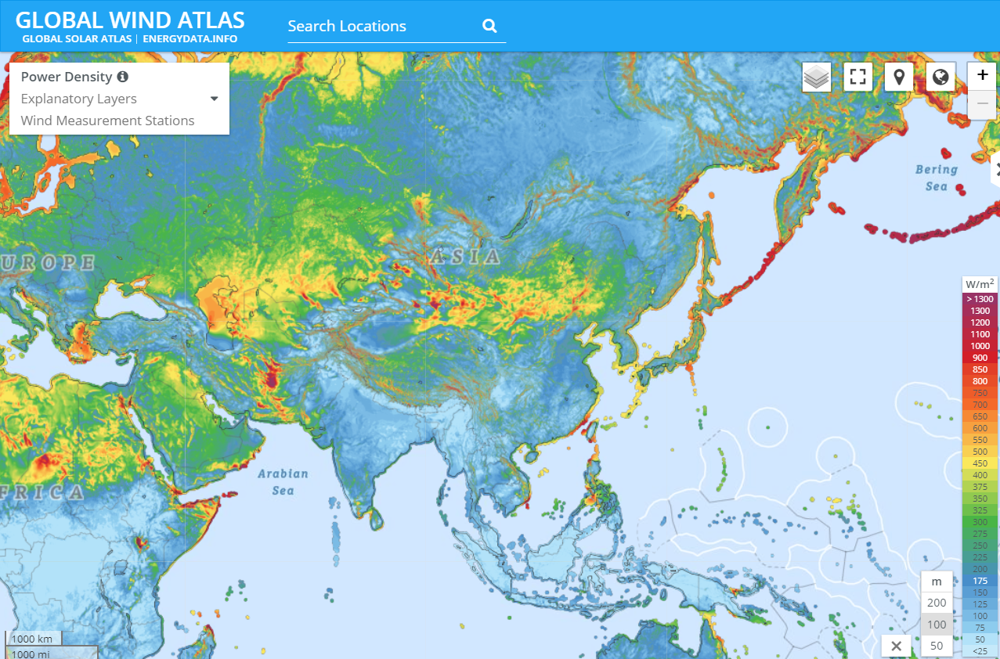 GLOBAL WIND ATLAS
GLOBAL SOLAR ATLAS | ENERGYDATA.INFO
Search Locations
Power Density
Explanatory Layers
Wind Measurement Stations
+
−
Bering
Sea
UROPE
ASIA
W/m²
> 1300
1300
1200
1100
1000
900
850
800
750
700
650
600
550
500
450
400
375
350
325
300
275
250
225
200
175
150
125
100
75
50
<25
Arabian
Sea
FRICA
m
200
100
50
1000 km
1000 mi